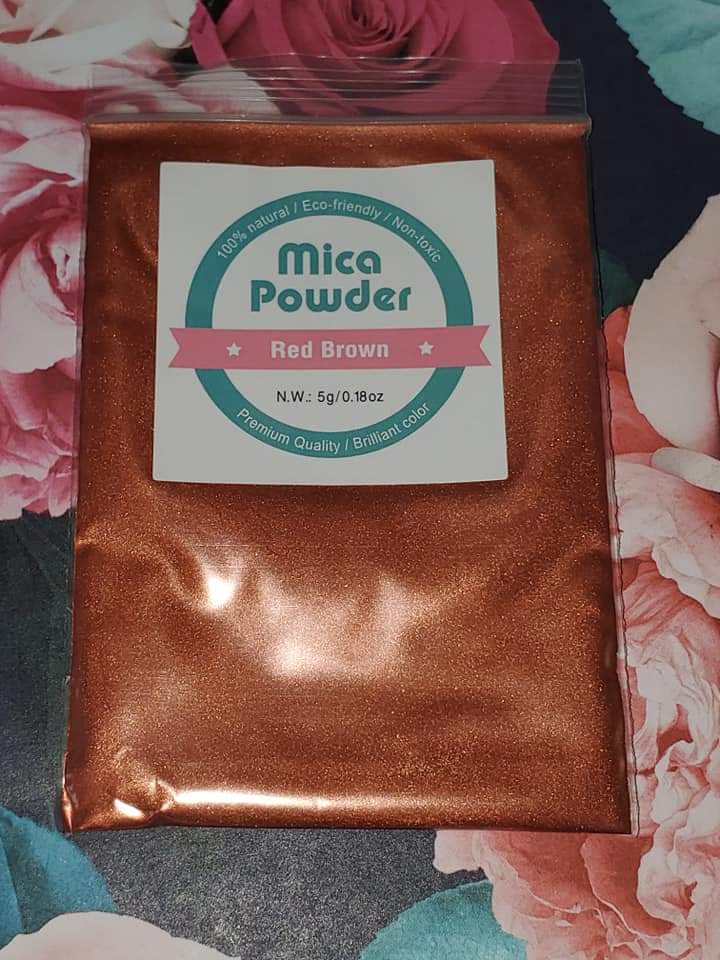 100% natural / Eco-friendly / Non-toxic
Mica
Powder
Red Brown
N.W.: 5g/0.18oz
Premium Quality / Brilliant color